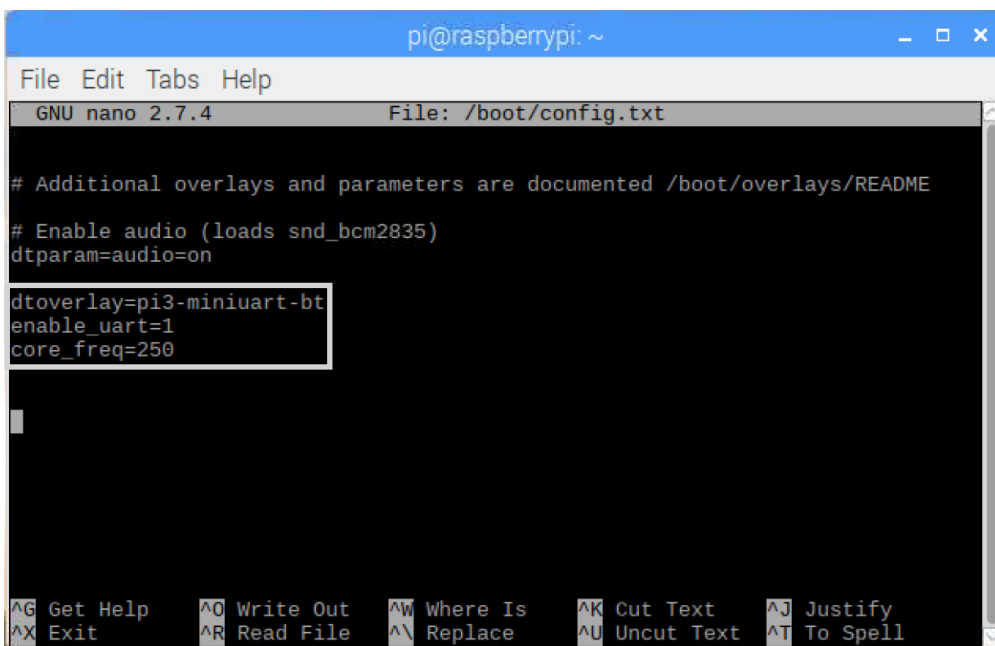 pi@raspberrypi: ~
File Edit Tabs Help
GNU nano 2.7.4 File: /boot/config.txt
# Additional overlays and parameters are documented /boot/overlays/README
# Enable audio (loads snd_bcm2835)
dtparam=audio=on
dtoverlay=pi3-miniuart-bt
enable_uart=1
core_freq=250
^G Get Help ^O Write Out ^W Where Is ^K Cut Text ^J Justify
^X Exit ^R Read File ^\ Replace ^U Uncut Text ^T To Spell